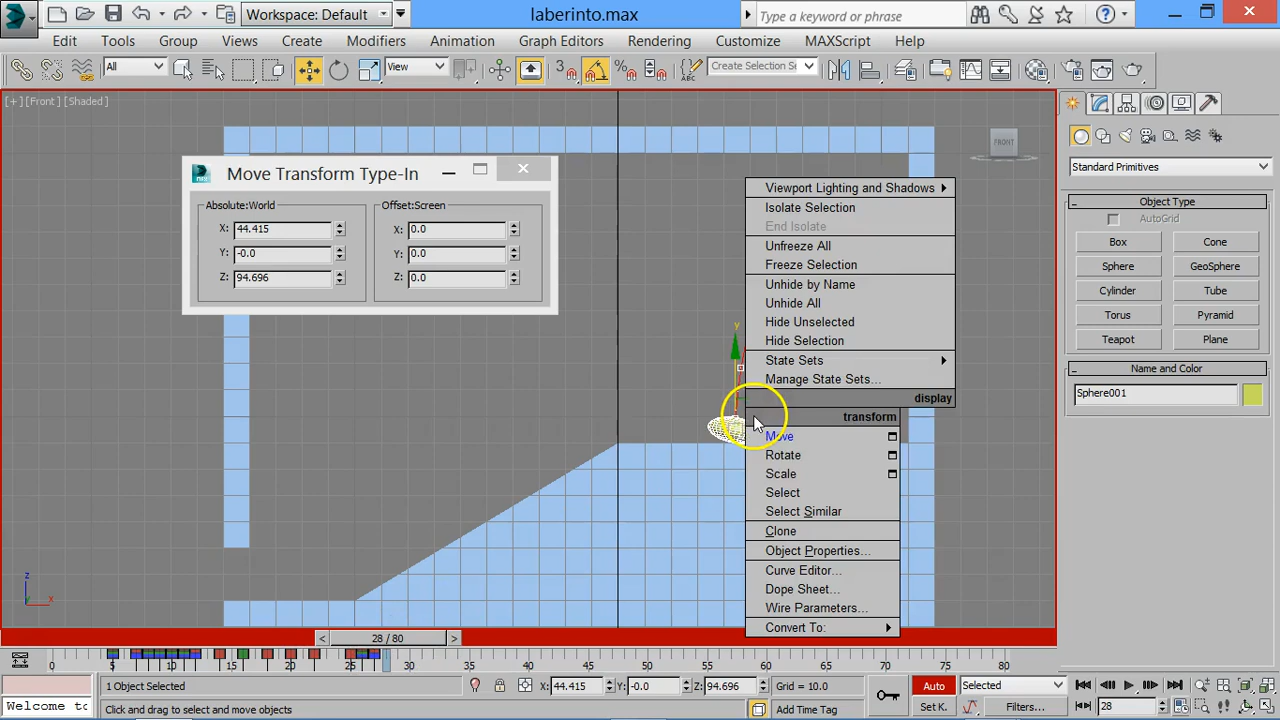 MAX
Workspace: Default
laberinto.max
Type a keyword or phrase
Edit Tools Group Views Create Modifiers Animation Graph Editors Rendering Customize MAXScript Help
All
View
3
%
ABC
Create Selection Se
[+] [Front] [Shaded]
FRONT
Move Transform Type-In
Absolute:World
Offset:Screen
X: 44.415
X: 0.0
Y: -0.0
Y: 0.0
Z: 94.696
Z: 0.0
Viewport Lighting and Shadows
Isolate Selection
End Isolate
Unfreeze All
Freeze Selection
Unhide by Name
Unhide All
Hide Unselected
Hide Selection
State Sets
Manage State Sets...
display
transform
Move
Rotate
Scale
Select
Select Similar
Clone
Object Properties...
Curve Editor...
Dope Sheet...
Wire Parameters...
Convert To:
y
z
y
x
Standard Primitives
Object Type
AutoGrid
Box Cone
Sphere GeoSphere
Cylinder Tube
Torus Pyramid
Teapot Plane
Name and Color
Sphere001
< 28 / 80 >
0 5 10 15 20 25 30 35 40 45 50 55 60 65 70 75 80
1 Object Selected
X: 44.415 Y: -0.0 Z: 94.696 Grid = 10.0
Auto
Selected
Welcome to
Click and drag to select and move objects
Add Time Tag
Set K.
Filters...
28